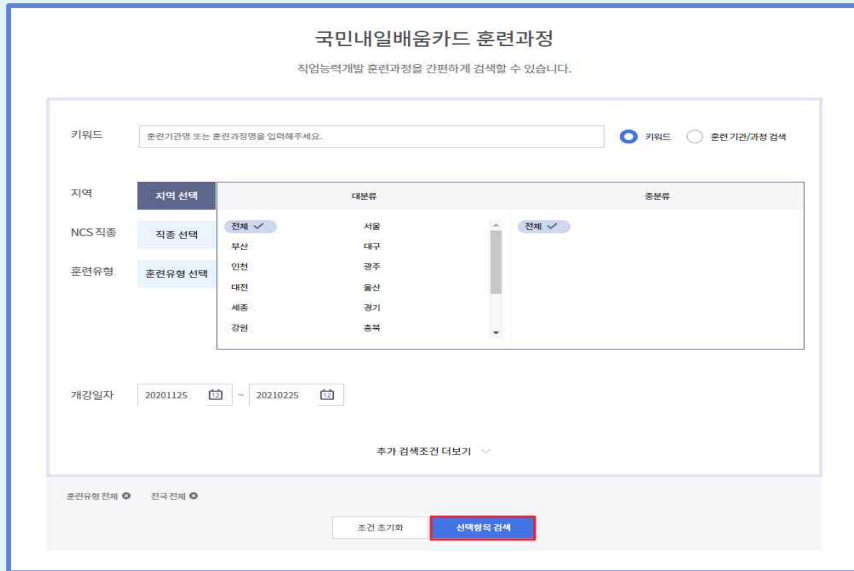 국민내일배움카드 훈련과정
직업능력개발 훈련과정을 간편하게 검색할 수 있습니다.
키워드 훈련기관명 또는 훈련과정명을 입력해주세요. 키워드 훈련기관/과정 검색
지역 지역 선택 대분류 중분류
전체 서울 전체
NCS 직종 직종 선택
부산 대구
훈련유형 훈련유형 선택 인천 광주
대전 울산
세종 경기
강원 충북
개강일자 20201125 12 ~ 20210225 12
추가 검색조건 더보기
훈련유형 전체 전국 전체
조건 초기화 선택항목 검색